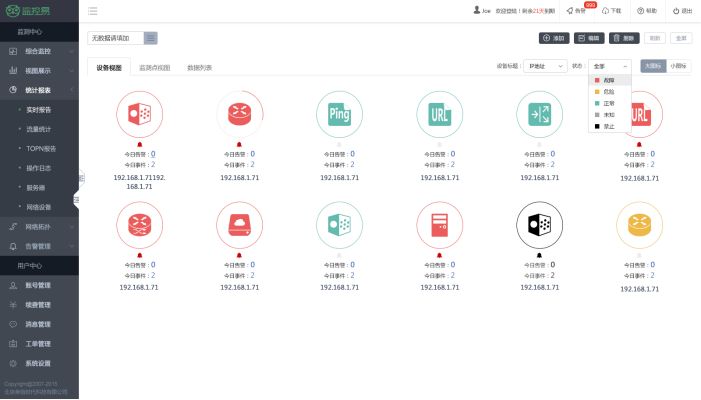 监控易
Joe 欢迎登陆！剩余21天到期
告警
999
下载
帮助
退出
监测中心
综合监控
视图展示
统计报表
实时报告
流量统计
TOPN报告
操作日志
服务器
网络设备
网络拓扑
告警管理
用户中心
账号管理
续费管理
消息管理
工单管理
系统设置
Copyright@2007-2015
无数据请填加
添加
编辑
删除
刷新
全屏
设备视图
监测点视图
数据列表
设备标题：
IP地址
状态：
全部
大图标
小图标
故障
危险
正常
未知
禁止
Ping
URL
URL
今日告警：0
今日事件：2
192.168.1.71192.
168.1.71
今日告警：0
今日事件：2
192.168.1.71
今日告警：0
今日事件：2
192.168.1.71
今日告警：0
今日事件：2
192.168.1.71
今日告警：0
今日事件：2
192.168.1.71
今日告警：0
今日事件：2
192.168.1.71
今日告警：0
今日事件：2
192.168.1.71
今日告警：0
今日事件：2
192.168.1.71
今日告警：0
今日事件：2
192.168.1.71
今日告警：0
今日事件：2
192.168.1.71
今日告警：0
今日事件：2
192.168.1.71
今日告警：0
今日事件：2
192.168.1.71